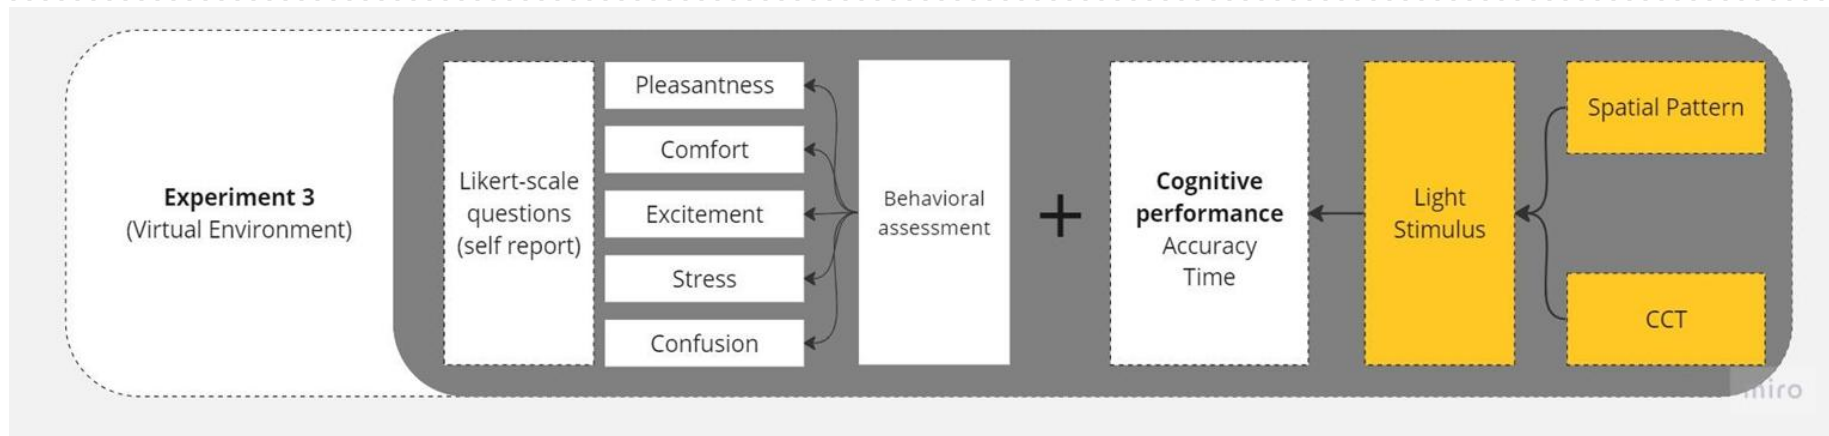 Experiment 3
(Virtual Environment)
Likert-scale
questions
(self report)
Pleasantness
Comfort
Excitement
Stress
Confusion
Behavioral
assessment
+
Cognitive
performance
Accuracy
Time
Light
Stimulus
Spatial Pattern
CCT
miro